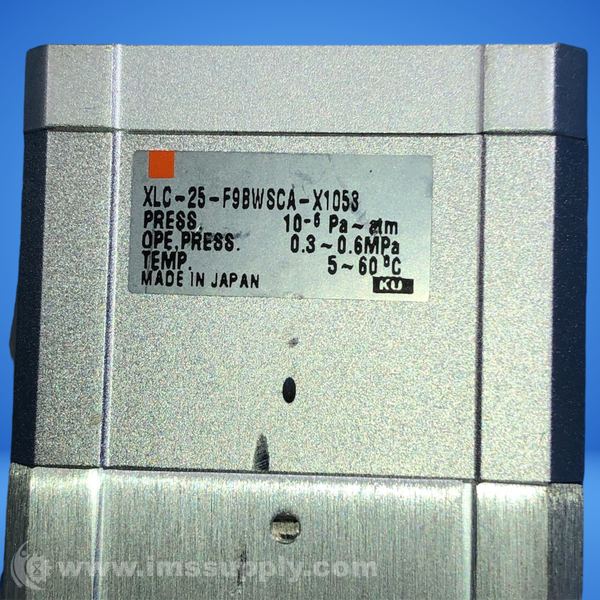 XLC-25-F9BWSCA-X1053
PRESS. 10⁻⁶ Pa~atm
OPE.PRESS. 0.3~0.6MPa
TEMP. 5~60°C
MADE IN JAPAN KU
www.imssupply.com